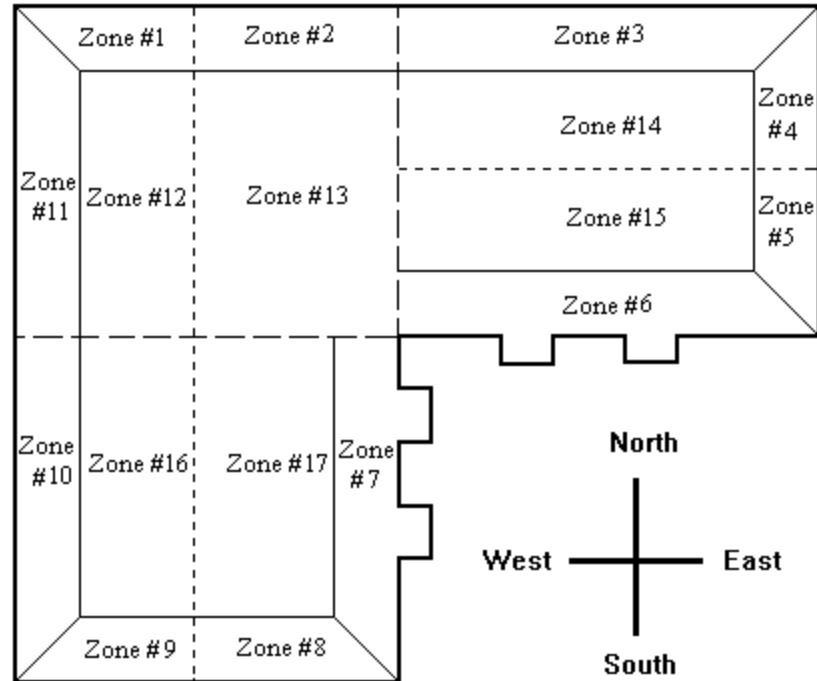 Zone #1
Zone #2
Zone #3
Zone
#4
Zone #14
Zone
#11
Zone #12
Zone #13
Zone #15
Zone
#5
Zone #6
Zone
#10
Zone #16
Zone #17
Zone
#7
North
West
East
Zone #9
Zone #8
South